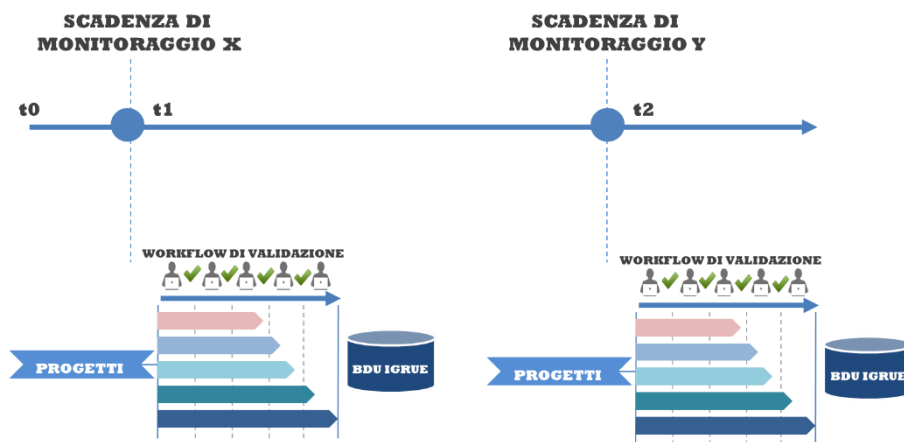 SCADENZA DI
MONITORAGGIO X
SCADENZA DI
MONITORAGGIO Y
t0
t1
t2
WORKFLOW DI VALIDAZIONE
WORKFLOW DI VALIDAZIONE
PROGETTI
BDU IGRUE
PROGETTI
BDU IGRUE